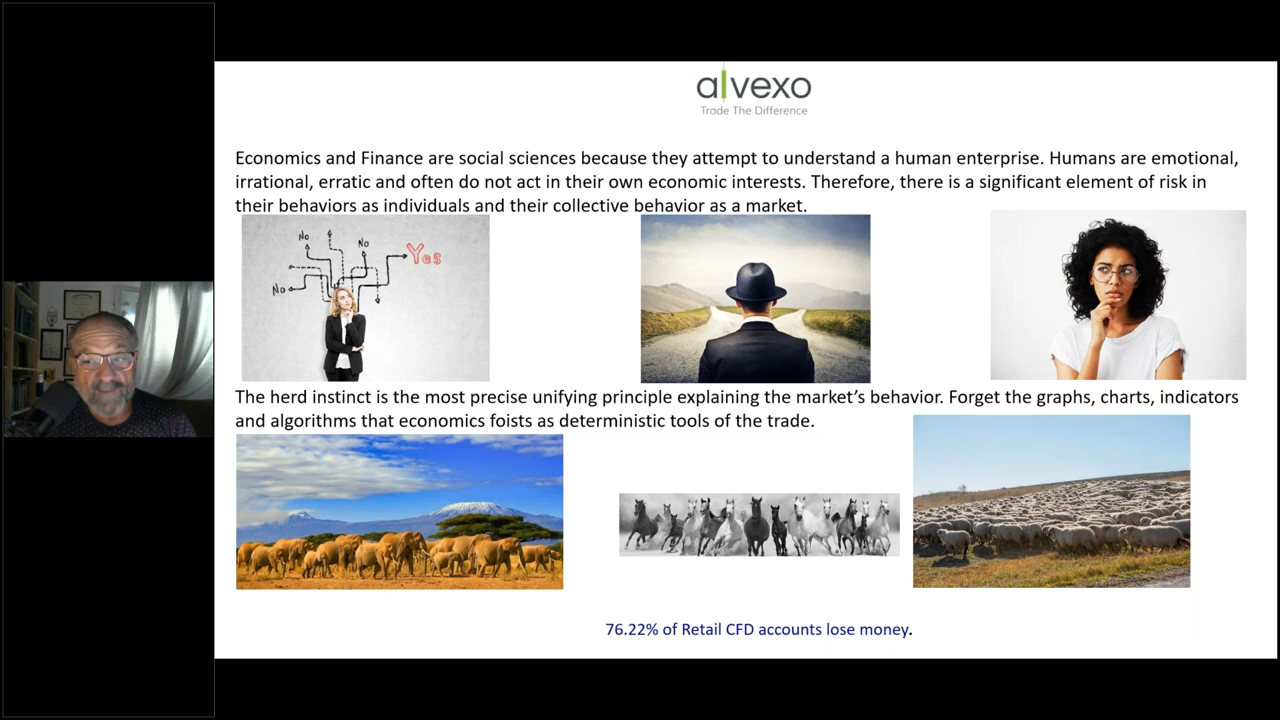 alvexo
Trade The Difference
Economics and Finance are social sciences because they attempt to understand a human enterprise. Humans are emotional,
irrational, erratic and often do not act in their own economic interests. Therefore, there is a significant element of risk in
their behaviors as individuals and their collective behavior as a market.
No
No
Yes
No
The herd instinct is the most precise unifying principle explaining the market's behavior. Forget the graphs, charts, indicators
and algorithms that economics foists as deterministic tools of the trade.
76.22% of Retail CFD accounts lose money.